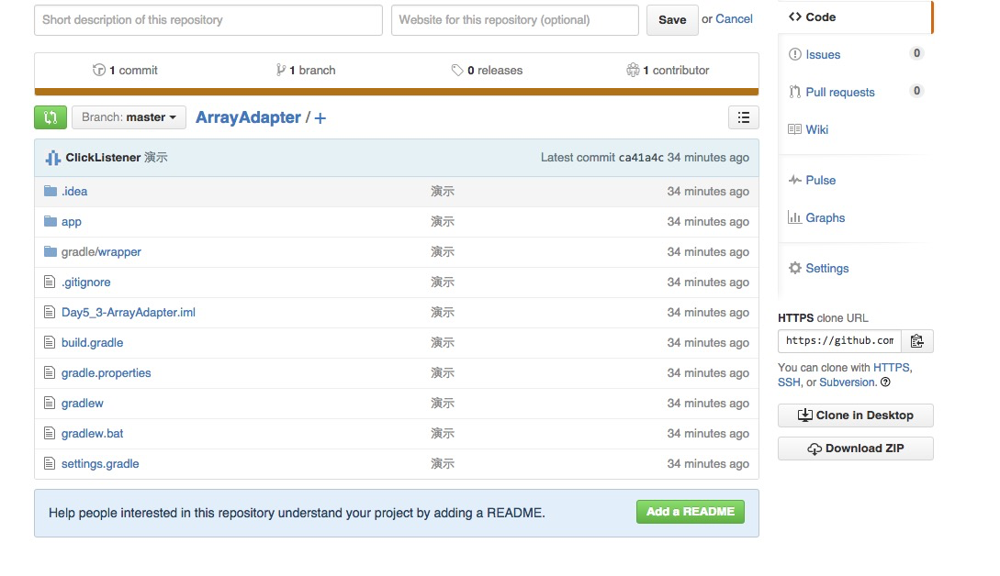 Short description of this repository Website for this repository (optional) Save or Cancel
1 commit 1 branch 0 releases 1 contributor
Branch: master ArrayAdapter / +
ClickListener 演示 Latest commit ca41a4c 34 minutes ago
.idea 演示 34 minutes ago
app 演示 34 minutes ago
gradle/wrapper 演示 34 minutes ago
.gitignore 演示 34 minutes ago
Day5_3-ArrayAdapter.iml 演示 34 minutes ago
build.gradle 演示 34 minutes ago
gradle.properties 演示 34 minutes ago
gradlew 演示 34 minutes ago
gradlew.bat 演示 34 minutes ago
settings.gradle 演示 34 minutes ago
Help people interested in this repository understand your project by adding a README. Add a README
Code
Issues 0
Pull requests 0
Wiki
Pulse
Graphs
Settings
HTTPS clone URL
https://github.com
You can clone with HTTPS,
SSH, or Subversion.
Clone in Desktop
Download ZIP